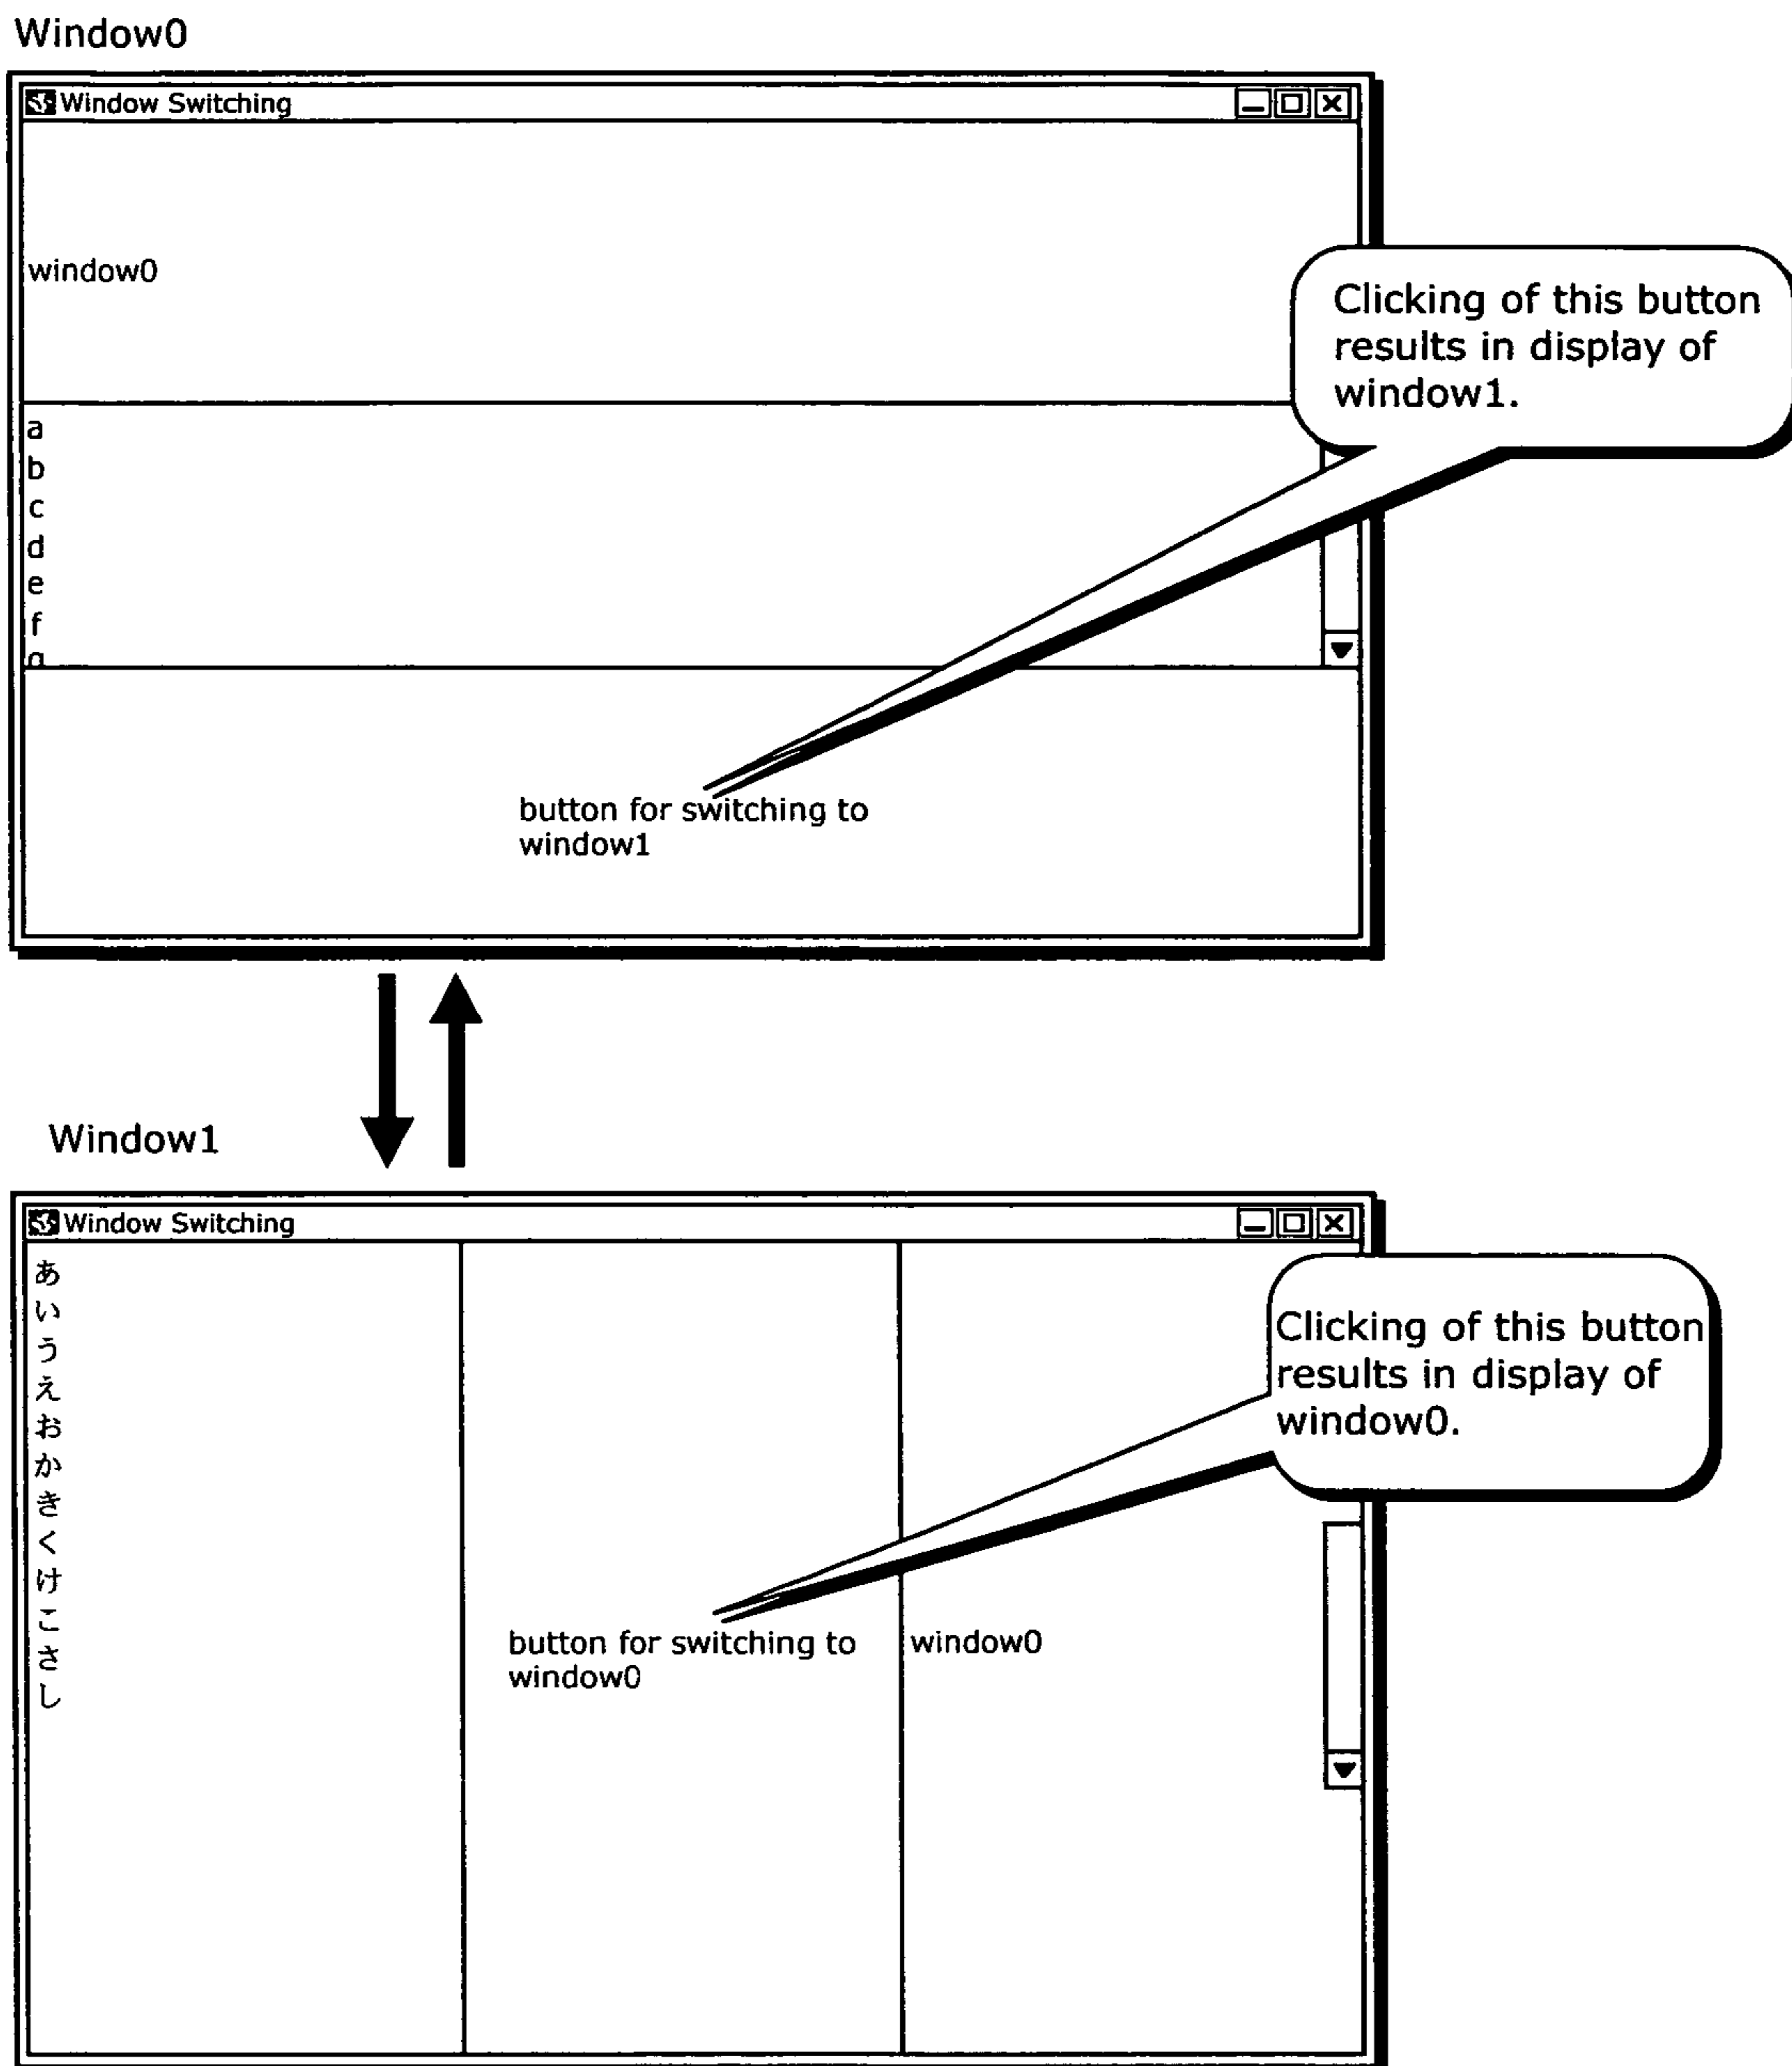 Window0
Window Switching
window0
Clicking of this button
results in display of
window1.
a
b
c
d
e
f
button for switching to
window1
Window1
Window Switching
あ
い
う
え
お
か
き
く
け
こ
さ
し
Clicking of this button
results in display of
window0.
button for switching to
window0
window0